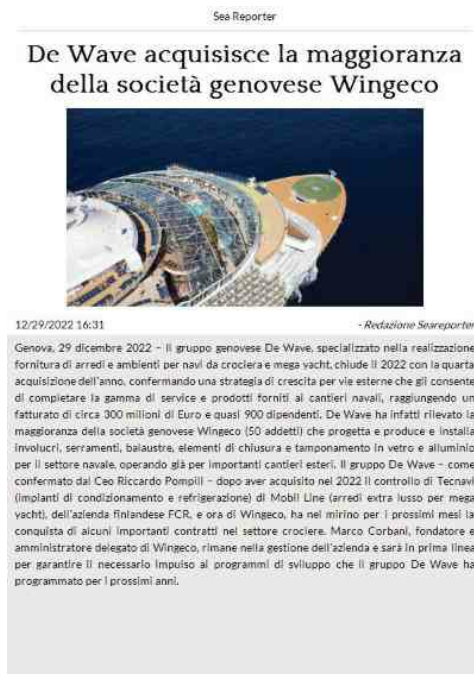 Sea Reporter
De Wave acquisisce la maggioranza
della società genovese Wingeco
12/29/2022 16:31
- Redazione Seareporter
Genova, 29 dicembre 2022 – Il gruppo genovese De Wave, specializzato nella realizzazione
fornitura di arredi e ambienti per navi da crociera e mega yacht, chiude il 2022 con la quarta
acquisizione dell'anno, confermando una strategia di crescita per vie esterne che gli consente
di completare la gamma di service e prodotti forniti ai cantieri navali, raggiungendo un
fatturato di circa 300 milioni di Euro e quasi 900 dipendenti. De Wave ha infatti rilevato la
maggioranza della società genovese Wingeco (50 addetti) che progetta e produce e installa
involucri, serramenti, balaustre, elementi di chiusura e tamponamento in vetro e alluminio
per il settore navale, operando già per importanti cantieri esteri. Il gruppo De Wave – come
confermato dal Ceo Riccardo Pompili – dopo aver acquisito nel 2022 il controllo di Tecnavi
(impianti di condizionamento e refrigerazione) di Mobil Line (arredi extra lusso per mega
yacht), dell'azienda finlandese FCR, e ora di Wingeco, ha nel mirino per i prossimi mesi la
conquista di alcuni importanti contratti nel settore crociere. Marco Corbani, fondatore e
amministratore delegato di Wingeco, rimane nella gestione dell'azienda e sarà in prima linea
per garantire il necessario impulso ai programmi di sviluppo che il gruppo De Wave ha
programmato per i prossimi anni.